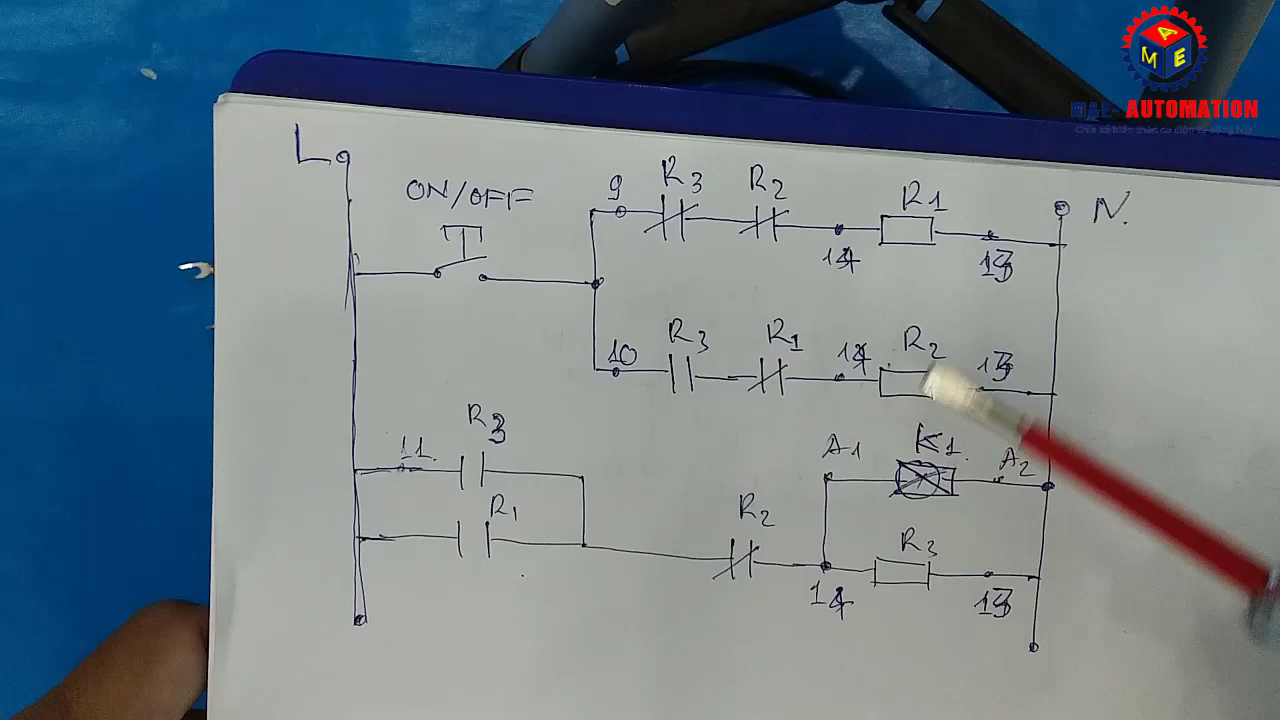 A
M E
M&E-AUTOMATION
L
N.
ON/OFF
9
R3
R2
R1
14
13
10
R3
R1
14
R2
13
11.
R3
A1
K1.
A2
R1
R2
R3
14
13